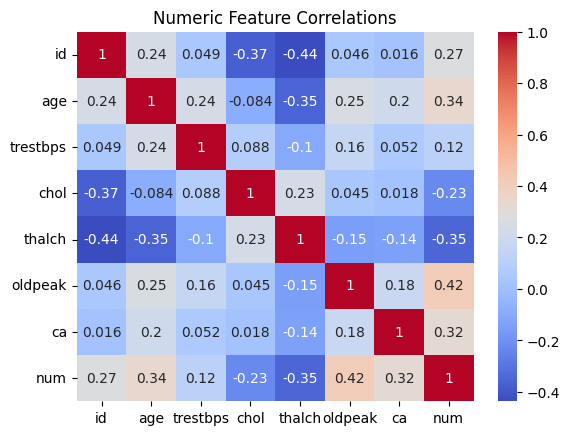 Numeric Feature Correlations
id 1 0.24 0.049 -0.37 -0.44 0.046 0.016 0.27
age 0.24 1 0.24 -0.084 -0.35 0.25 0.2 0.34
trestbps 0.049 0.24 1 0.088 -0.1 0.16 0.052 0.12
chol -0.37 -0.084 0.088 1 0.23 0.045 0.018 -0.23
thalch -0.44 -0.35 -0.1 0.23 1 -0.15 -0.14 -0.35
oldpeak 0.046 0.25 0.16 0.045 -0.15 1 0.18 0.42
ca 0.016 0.2 0.052 0.018 -0.14 0.18 1 0.32
num 0.27 0.34 0.12 -0.23 -0.35 0.42 0.32 1
id age trestbps chol thalch oldpeak ca num
1.0
0.8
0.6
0.4
0.2
0.0
−0.2
−0.4